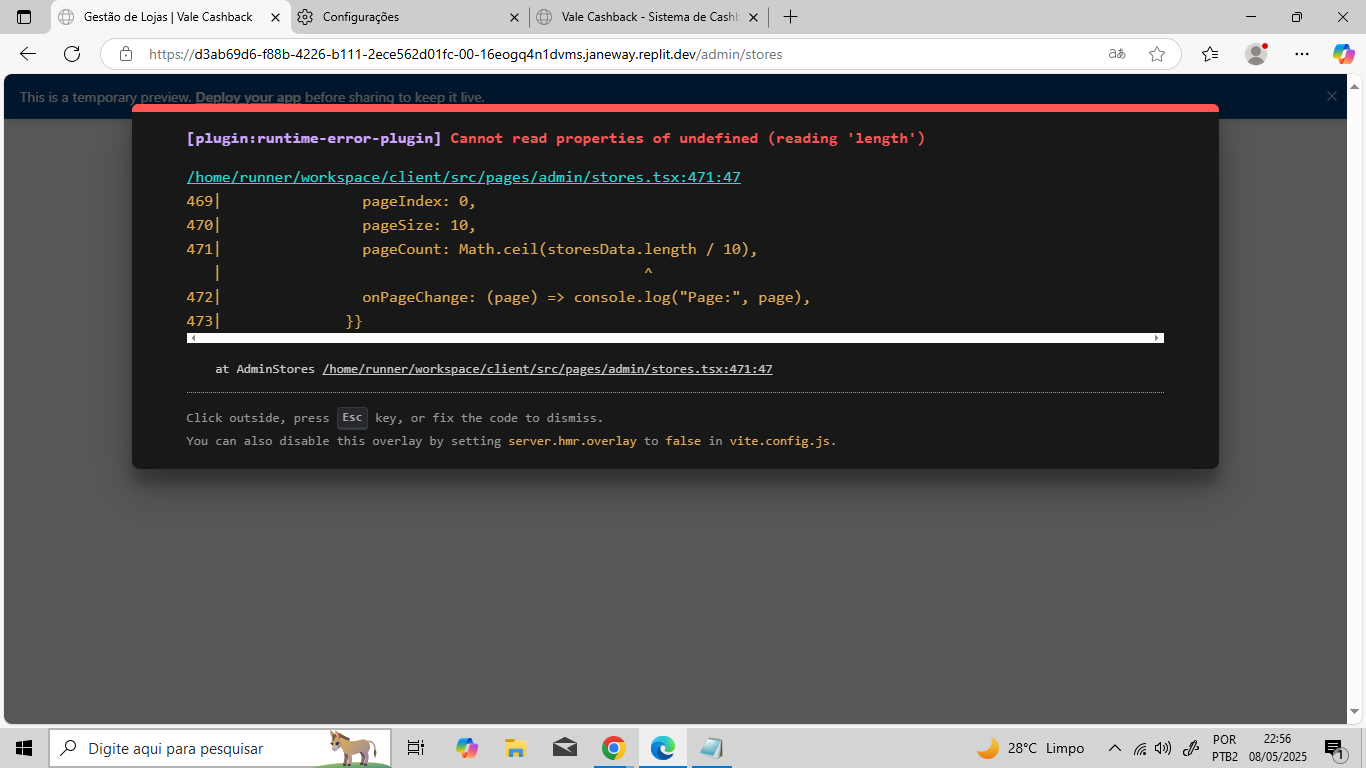 Gestão de Lojas | Vale Cashback
Configurações
Vale Cashback - Sistema de Cashb
https://d3ab69d6-f88b-4226-b111-2ece562d01fc-00-16eogq4n1dvms.janeway.replit.dev/admin/stores
This is a temporary preview. Deploy your app before sharing to keep it live.
[plugin:runtime-error-plugin] Cannot read properties of undefined (reading 'length')
/home/runner/workspace/client/src/pages/admin/stores.tsx:471:47
469| pageIndex: 0,
470| pageSize: 10,
471| pageCount: Math.ceil(storesData.length / 10),
| ^
472| onPageChange: (page) => console.log("Page:", page),
473| }}
at AdminStores /home/runner/workspace/client/src/pages/admin/stores.tsx:471:47
Click outside, press Esc key, or fix the code to dismiss.
You can also disable this overlay by setting server.hmr.overlay to false in vite.config.js.
Digite aqui para pesquisar
28°C Limpo
POR
PTB2
22:56
08/05/2025
1